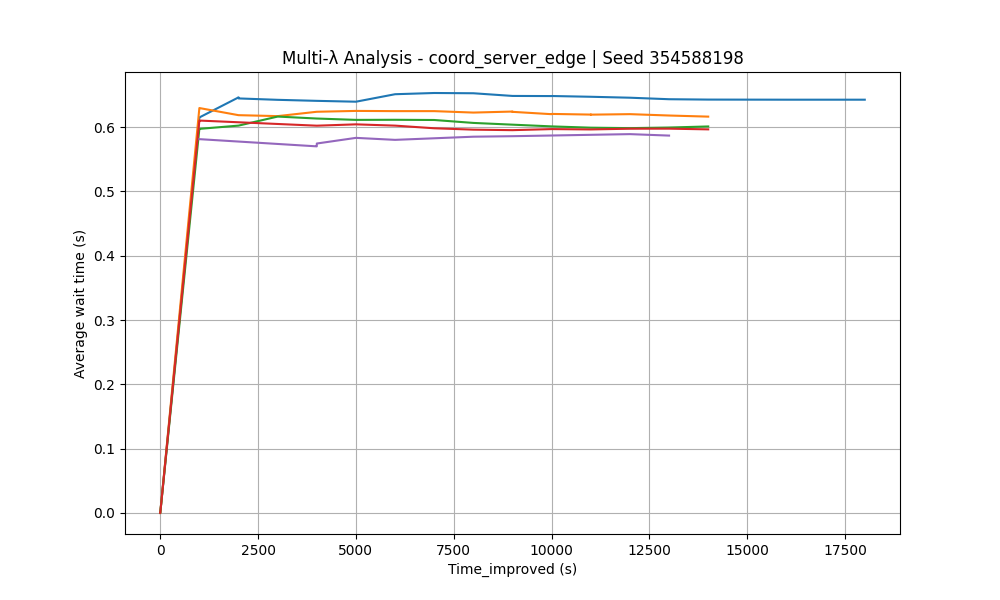 Multi-λ Analysis - coord_server_edge | Seed 354588198
Average wait time (s)
0.6
0.5
0.4
0.3
0.2
0.1
0.0
0 2500 5000 7500 10000 12500 15000 17500
Time_improved (s)